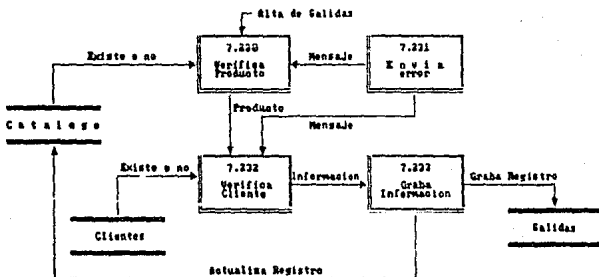 Alta de Salidas
7.230
Verifica
Producto
7.231
Envia
error
Existe o no
Mensaje
Catalogo
Producto
Mensaje
Existe o no
7.232
Verifica
Cliente
Informacion
7.233
Graba
Informacion
Graba Registro
Clientes
Salidas
Actualiza Registro